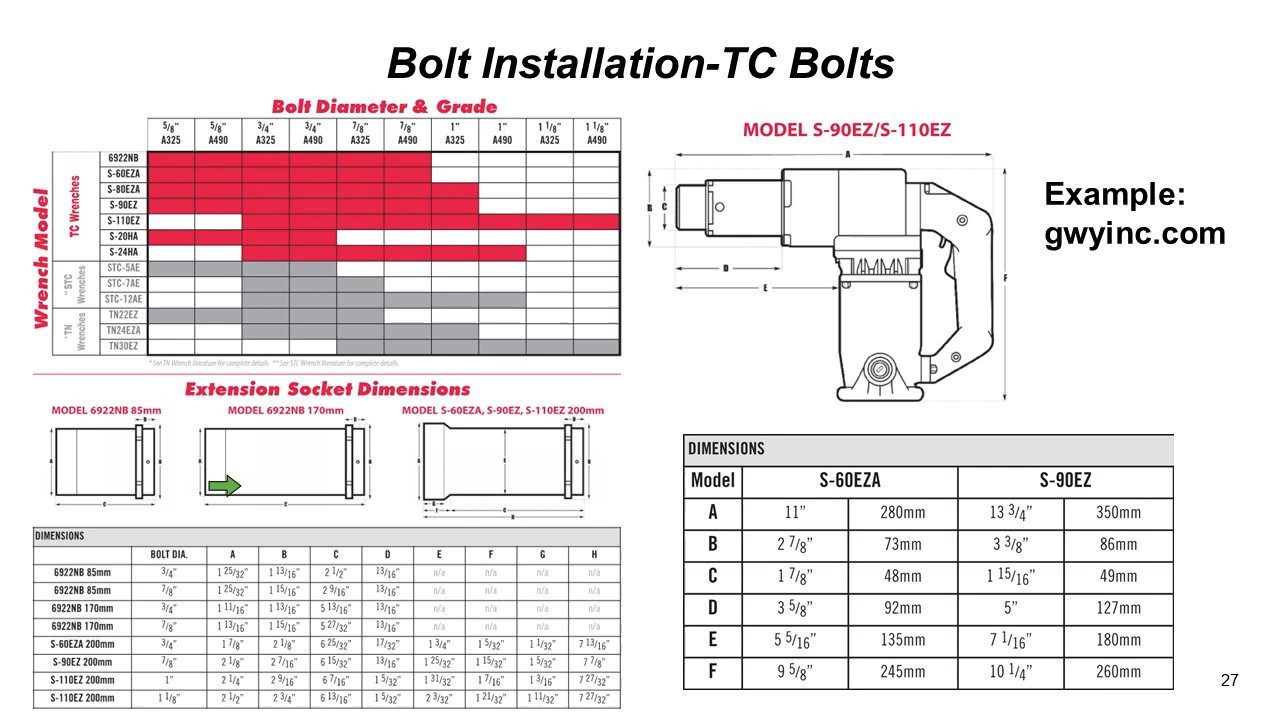 Bolt Installation-TC Bolts
Bolt Diameter & Grade
5/8” A325 5/8” A490 3/4” A325 3/4” A490 7/8” A325 7/8” A490 1” A325 1” A490 1 1/8” A325 1 1/8” A490
Wrench Model
TC Wrenches
6922NB
S-60EZA
S-80EZA
S-90EZ
S-110EZ
S-20HA
S-24HA
**STC Wrenches
STC-5AE
STC-7AE
STC-12AE
*TN Wrenches
TN22EZ
TN24EZA
TN30EZ
* See TN Wrench literature for complete details. ** See STC Wrench literature for complete details.
MODEL S-90EZ/S-110EZ
A
B
C
D
E
F
Example:
gwyinc.com
Extension Socket Dimensions
MODEL 6922NB 85mm MODEL 6922NB 170mm MODEL S-60EZA, S-90EZ, S-110EZ 200mm
DIMENSIONS
BOLT DIA. A B C D E F G H
6922NB 85mm 3/4” 1 25/32” 1 13/16” 2 1/2” 13/16” n/a n/a n/a n/a
6922NB 85mm 7/8” 1 25/32” 1 15/16” 2 9/16” 13/16” n/a n/a n/a n/a
6922NB 170mm 3/4” 1 11/16” 1 13/16” 5 13/16” 13/16” n/a n/a n/a n/a
6922NB 170mm 7/8” 1 13/16” 1 15/16” 5 27/32” 13/16” n/a n/a n/a n/a
S-60EZA 200mm 3/4” 1 7/8” 2 1/8” 6 25/32” 17/32” 1 3/4” 1 5/32” 1 1/32” 7 13/16”
S-90EZ 200mm 7/8” 2 1/8” 2 7/16” 6 15/32” 13/16” 1 25/32” 1 15/32” 1 5/32” 7 7/8”
S-110EZ 200mm 1” 2 1/4” 2 9/16” 6 7/16” 1 5/32” 1 31/32” 1 7/16” 1 3/16” 7 27/32”
S-110EZ 200mm 1 1/8” 2 1/2” 2 3/4” 6 13/16” 1 5/32” 2 3/32” 1 21/32” 1 11/32” 7 27/32”
DIMENSIONS
Model S-60EZA S-90EZ
A 11” 280mm 13 3/4” 350mm
B 2 7/8” 73mm 3 3/8” 86mm
C 1 7/8” 48mm 1 15/16” 49mm
D 3 5/8” 92mm 5” 127mm
E 5 5/16” 135mm 7 1/16” 180mm
F 9 5/8” 245mm 10 1/4” 260mm
27